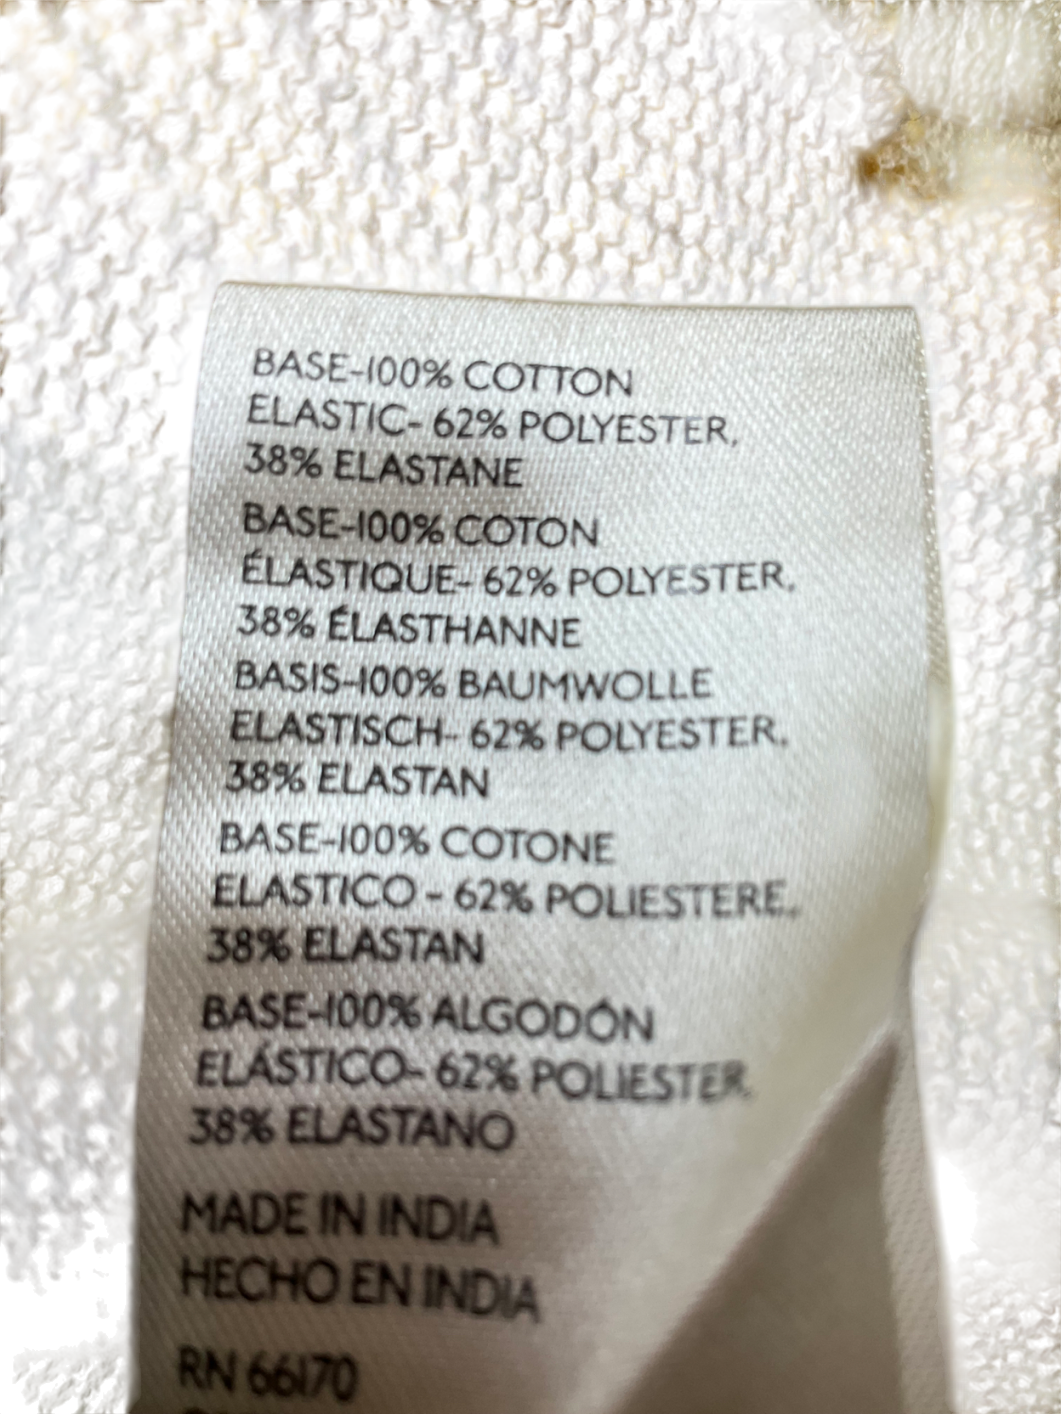 BASE-100% COTTON
ELASTIC- 62% POLYESTER,
38% ELASTANE
BASE-100% COTON
ÉLASTIQUE- 62% POLYESTER,
38% ÉLASTHANNE
BASIS-100% BAUMWOLLE
ELASTISCH- 62% POLYESTER,
38% ELASTAN
BASE-100% COTONE
ELASTICO - 62% POLIESTERE,
38% ELASTAN
BASE-100% ALGODÓN
ELÁSTICO- 62% POLIESTER,
38% ELASTANO
MADE IN INDIA
HECHO EN INDIA
RN 66170